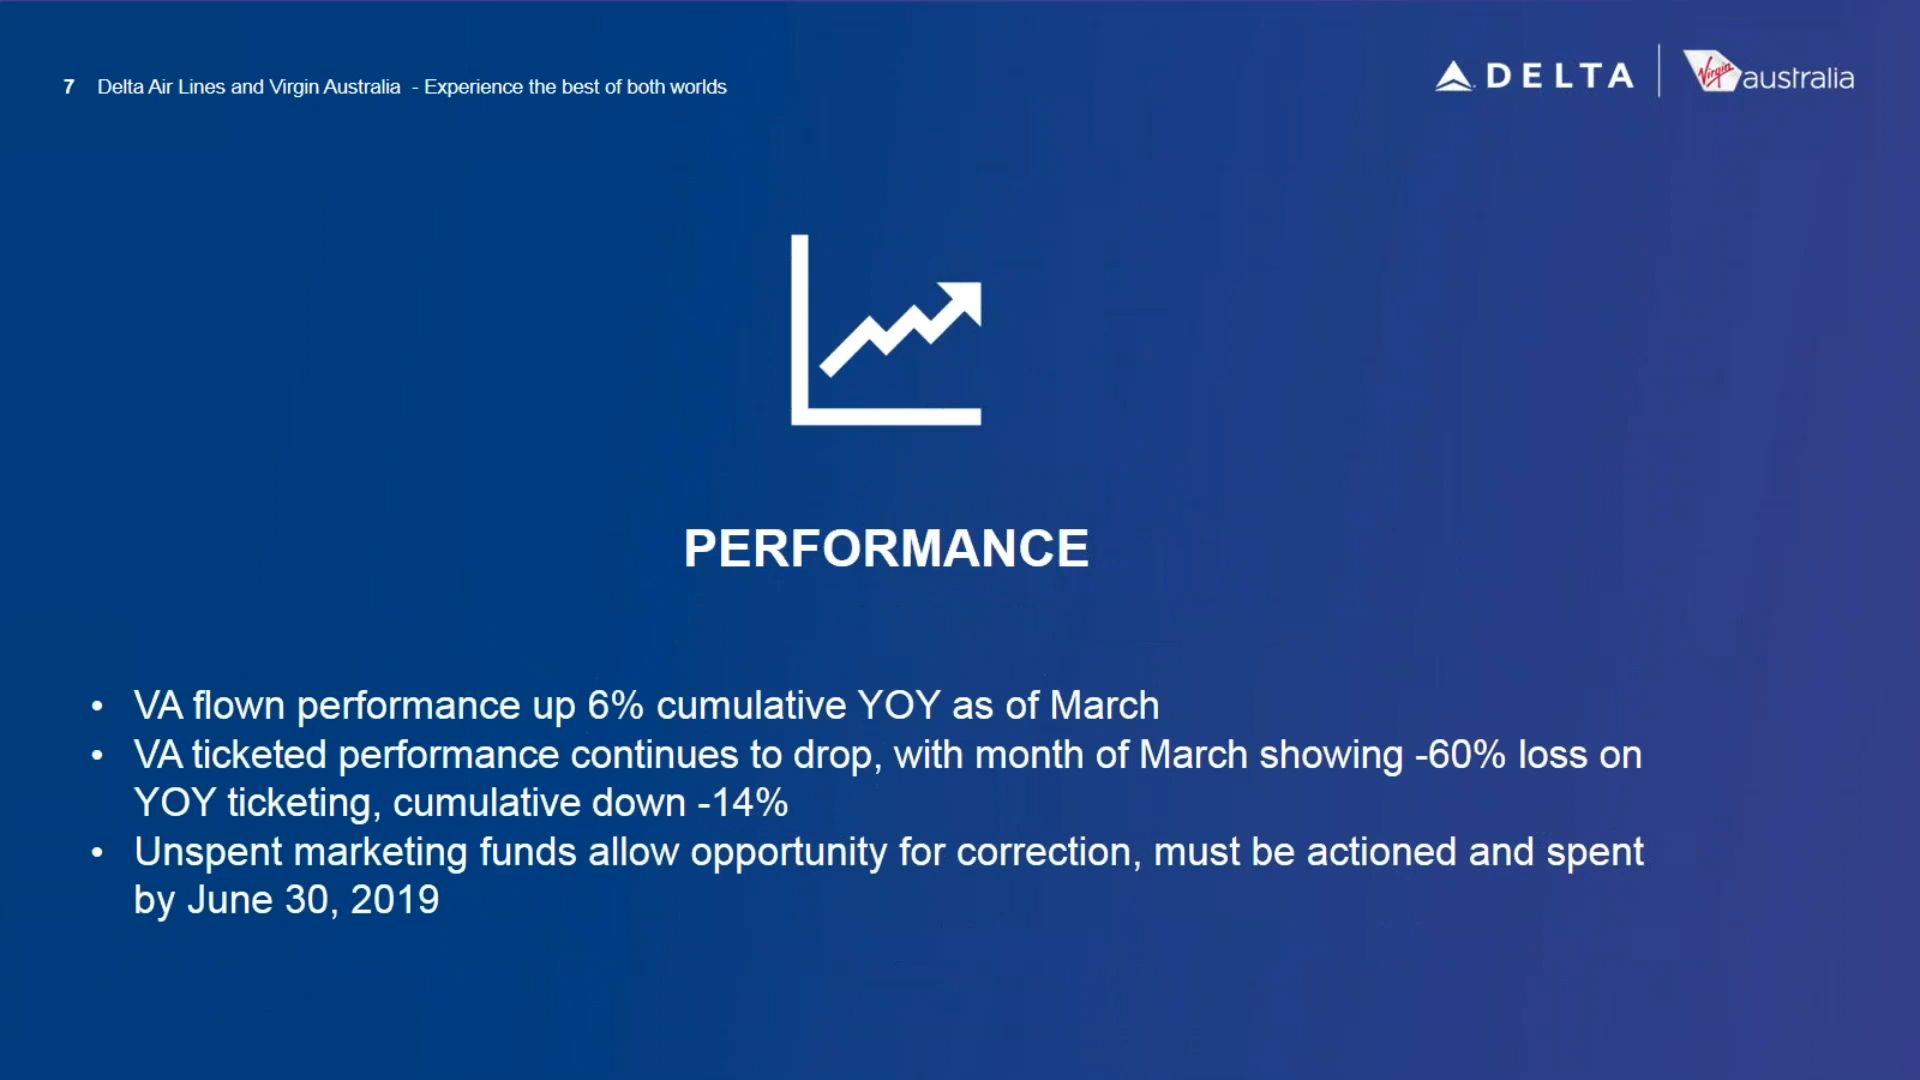 7 Delta Air Lines and Virgin Australia - Experience the best of both worlds
DELTA
Virgin australia
PERFORMANCE
• VA flown performance up 6% cumulative YOY as of March
• VA ticketed performance continues to drop, with month of March showing -60% loss on
YOY ticketing, cumulative down -14%
• Unspent marketing funds allow opportunity for correction, must be actioned and spent
by June 30, 2019